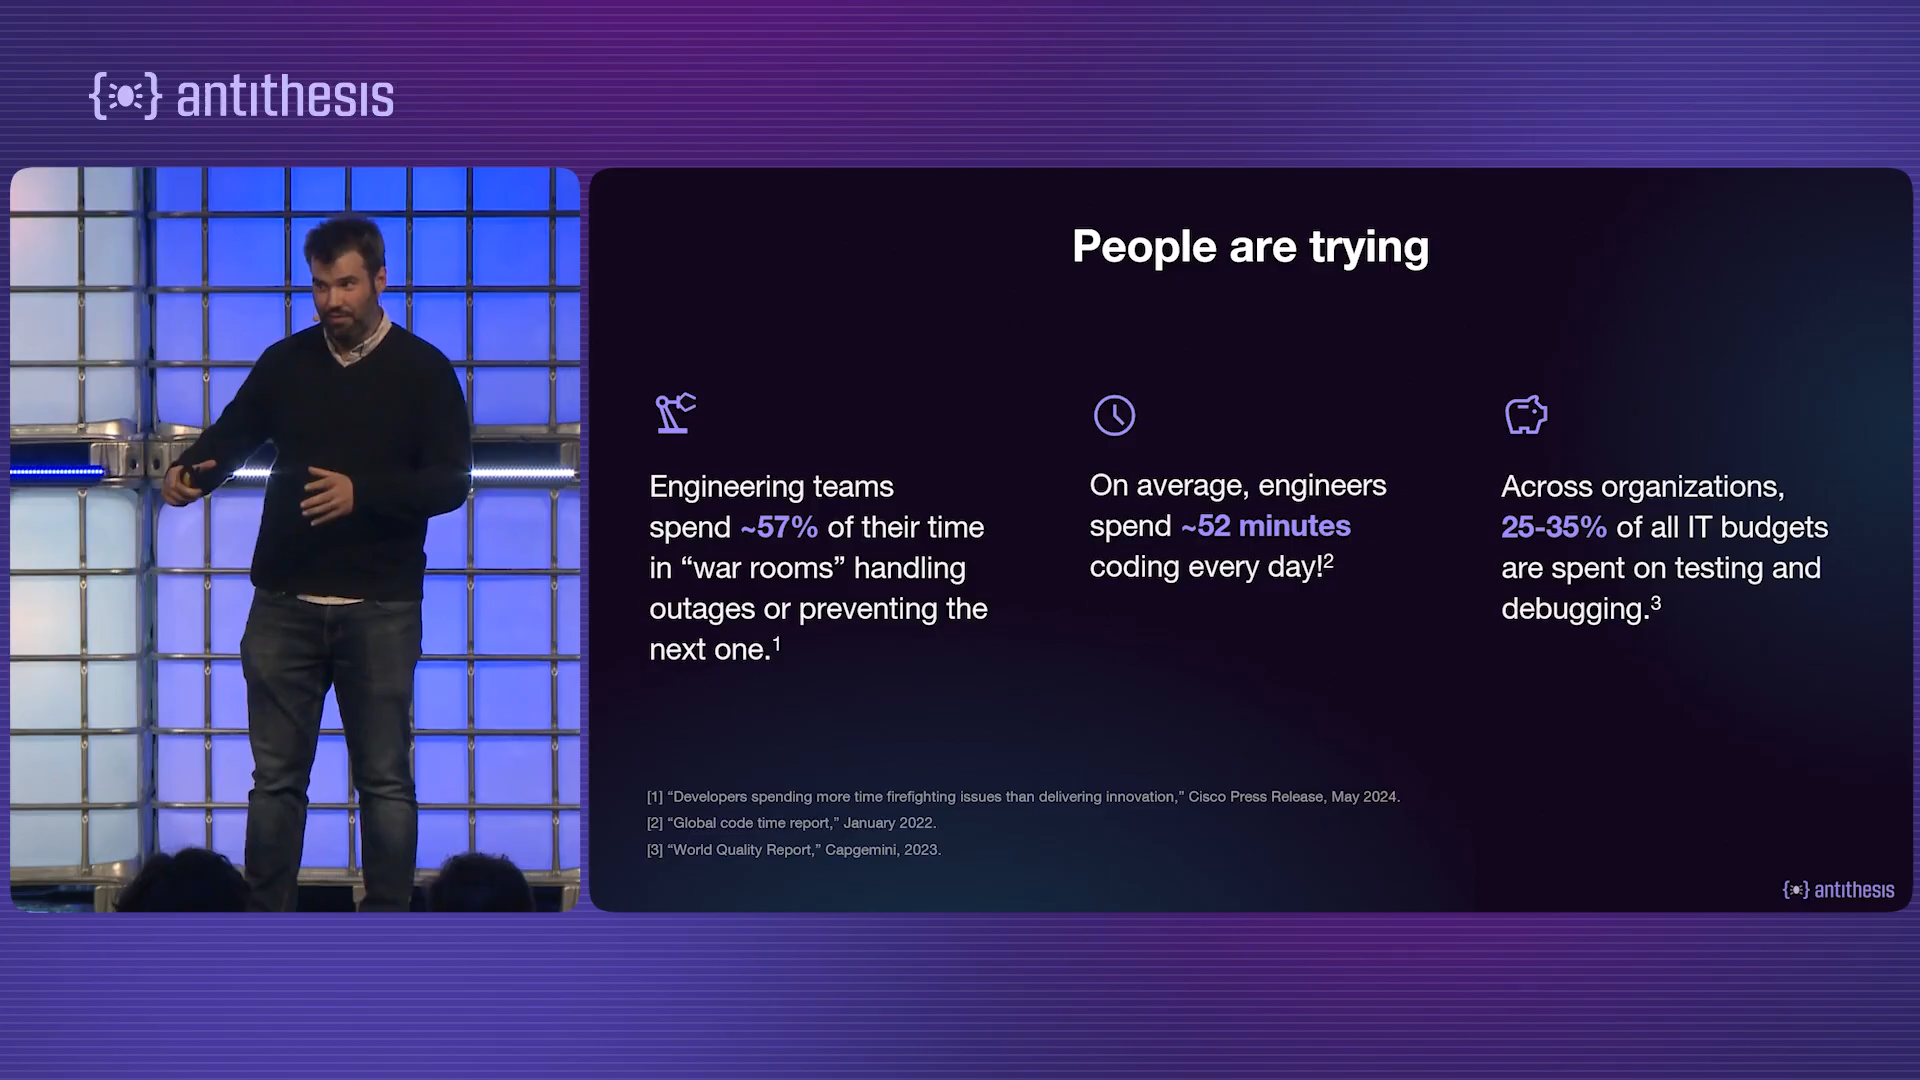 antithesis
People are trying
Engineering teams
spend ~57% of their time
in “war rooms” handling
outages or preventing the
next one.1
On average, engineers
spend ~52 minutes
coding every day!2
Across organizations,
25-35% of all IT budgets
are spent on testing and
debugging.3
[1] “Developers spending more time firefighting issues than delivering innovation,” Cisco Press Release, May 2024.
[2] “Global code time report,” January 2022.
[3] “World Quality Report,” Capgemini, 2023.
antithesis